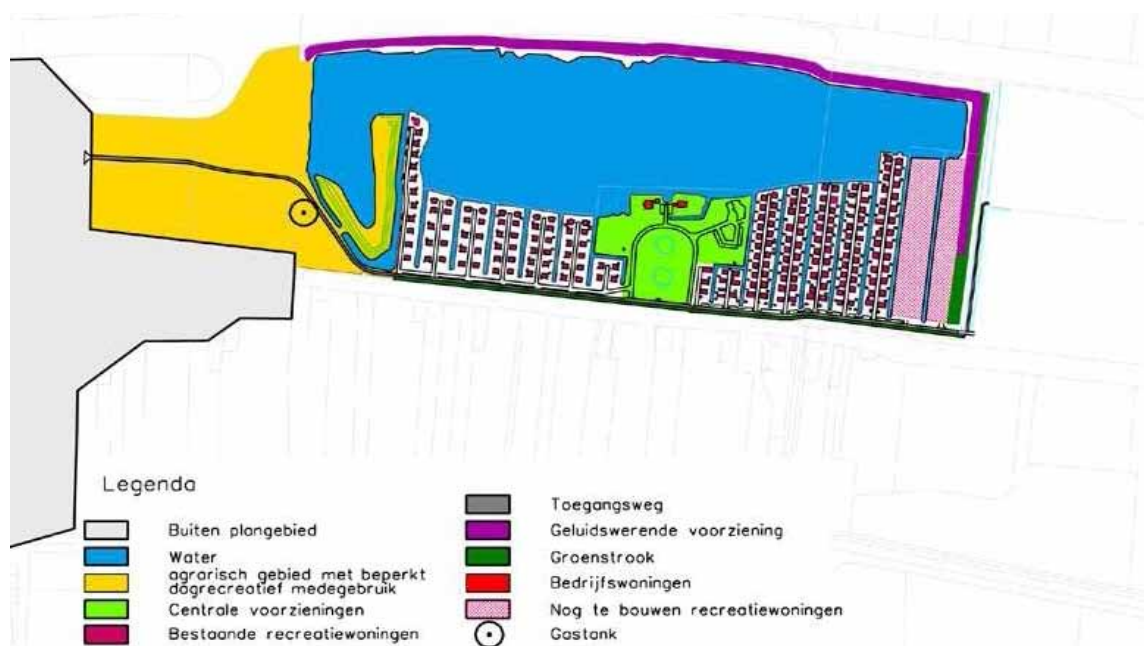 Legenda
Buiten plangebied
Water
agrarisch gebied met beperkt
dagrecreatief medegebruik
Centrale voorzieningen
Bestaande recreatiewoningen
Toegangsweg
Geluidswerende voorziening
Groenstrook
Bedrijfswoningen
Nog te bouwen recreatiewoningen
Gastank